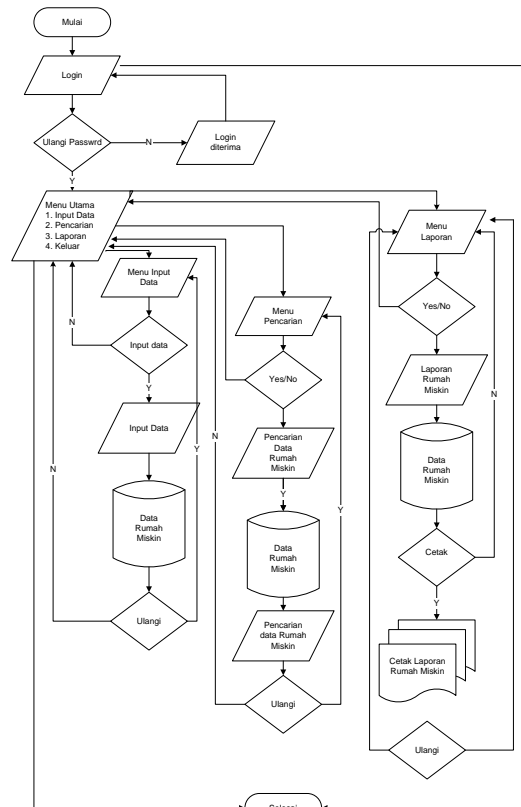 Mulai
Login
Ulangi Passwrd
N
Login
diterima
Y
Menu Utama
1. Input Data
2. Pencarian
3. Laporan
4. Keluar
Menu Input
Data
N
Input data
Y
Input Data
N
Y
Data
Rumah
Miskin
Ulangi
Menu
Pencarian
Yes/No
Pencarian
Data
Rumah
Miskin
N
Y
Y
Data
Rumah
Miskin
Pencarian
data Rumah
Miskin
Ulangi
Menu
Laporan
Yes/No
Laporan
Rumah
Miskin
N
Data
Rumah
Miskin
Cetak
Y
Cetak Laporan
Rumah Miskin
Ulangi